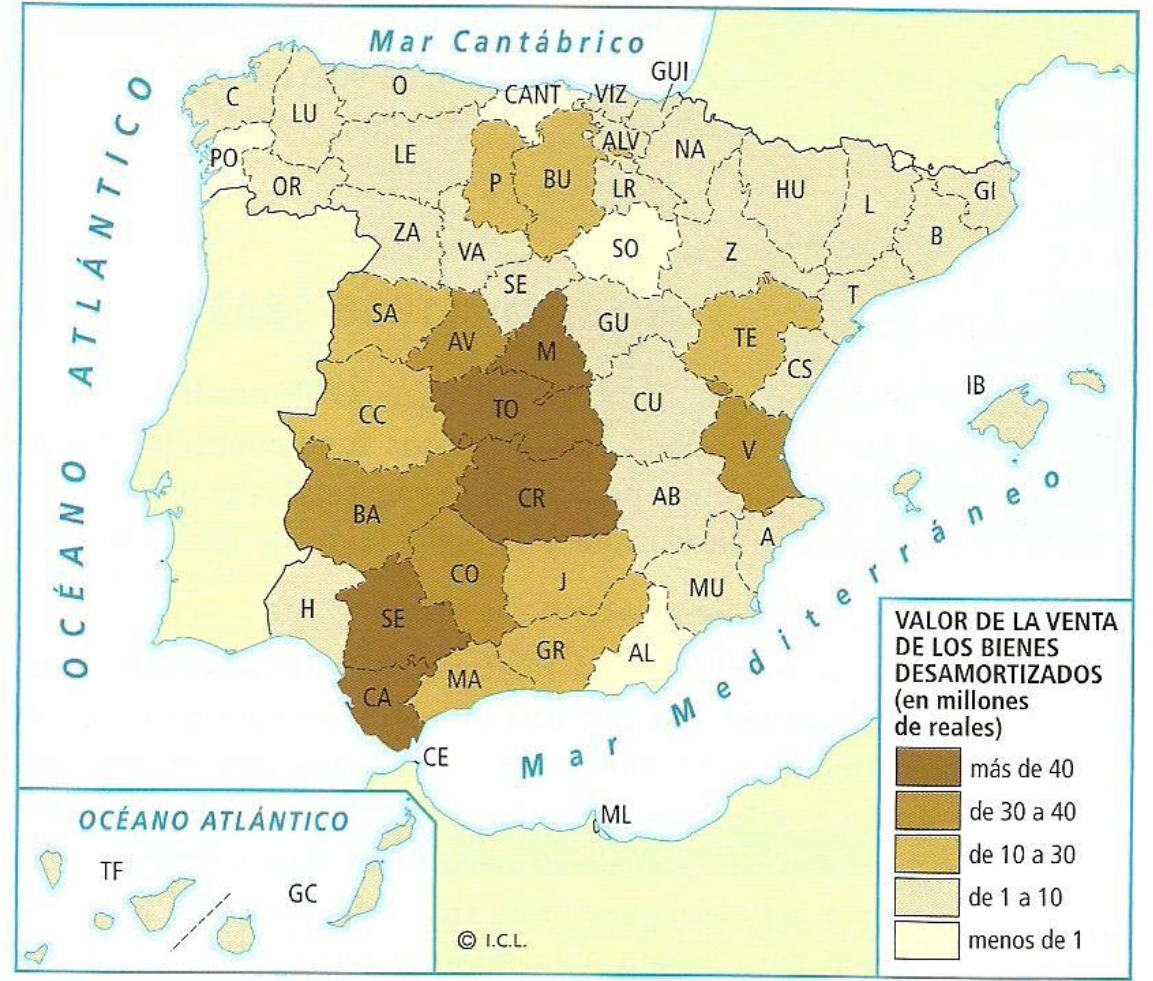 Mar Cantábrico
OCÉANO ATLÁNTICO
GUI
C
LU
O
CANT
VIZ
PO
OR
LE
P
BU
ALV
LR
NA
HU
L
GI
B
ZA
VA
SO
Z
T
SE
SA
AV
M
GU
TE
CS
CC
TO
CU
V
IB
BA
CR
AB
A
H
SE
CO
J
MU
CA
MA
GR
AL
Mar Mediterráneo
CE
ML
VALOR DE LA VENTA
DE LOS BIENES
DESAMORTIZADOS
(en millones
de reales)
más de 40
de 30 a 40
de 10 a 30
de 1 a 10
menos de 1
OCÉANO ATLÁNTICO
TF
GC
© I.C.L.